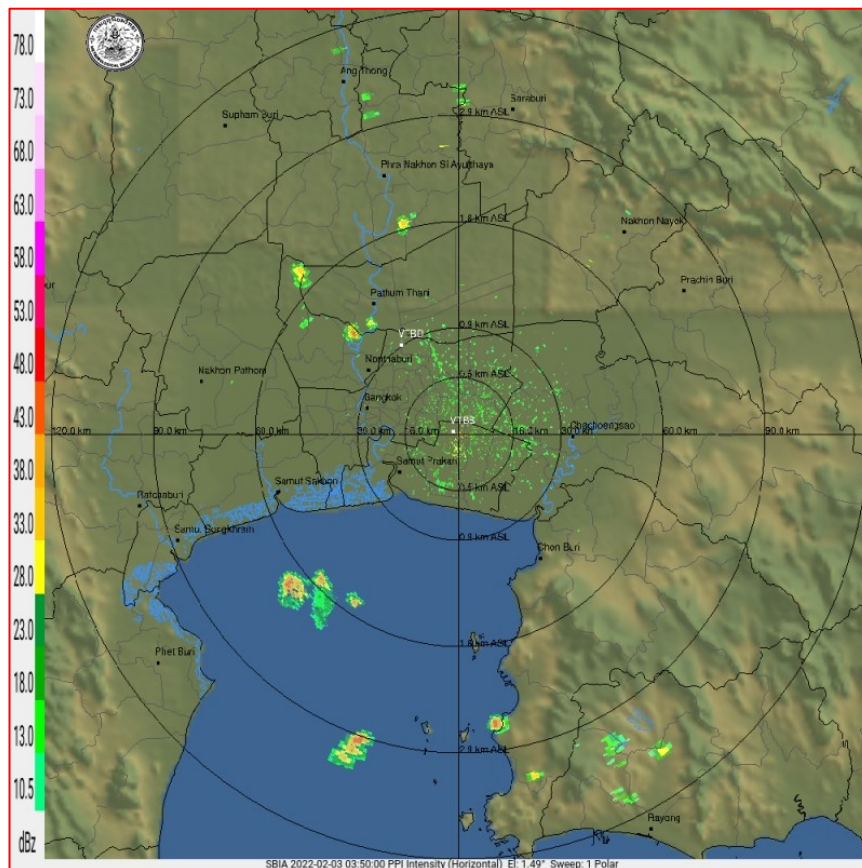 78.0
73.0
68.0
63.0
58.0
53.0
48.0
43.0
38.0
33.0
28.0
23.0
18.0
13.0
10.5
dBz
Ang Thong
Saraburi
Suphan Buri
2.9 km ASL
Phra Nakhon Si Ayutthaya
1.8 km ASL
Nakhon Nayok
Prachin Buri
Pathum Thani
0.9 km ASL
VTBD
Nonthaburi
0.5 km ASL
Nakhon Pathom
Bangkok
VTBS
Chachoengsao
120.0 km
90.0 km
60.0 km
30.0 km
30.0 km
60.0 km
90.0 km
Samut Prakan
Samut Sakhon
0.5 km ASL
Ratchaburi
Samut Songkhram
0.9 km ASL
Chon Buri
1.8 km ASL
Phet Buri
2.9 km ASL
Rayong
SBIA 2022-02-03 03:50:00 PPI Intensity (Horizontal) El: 1.49° Sweep: 1 Polar